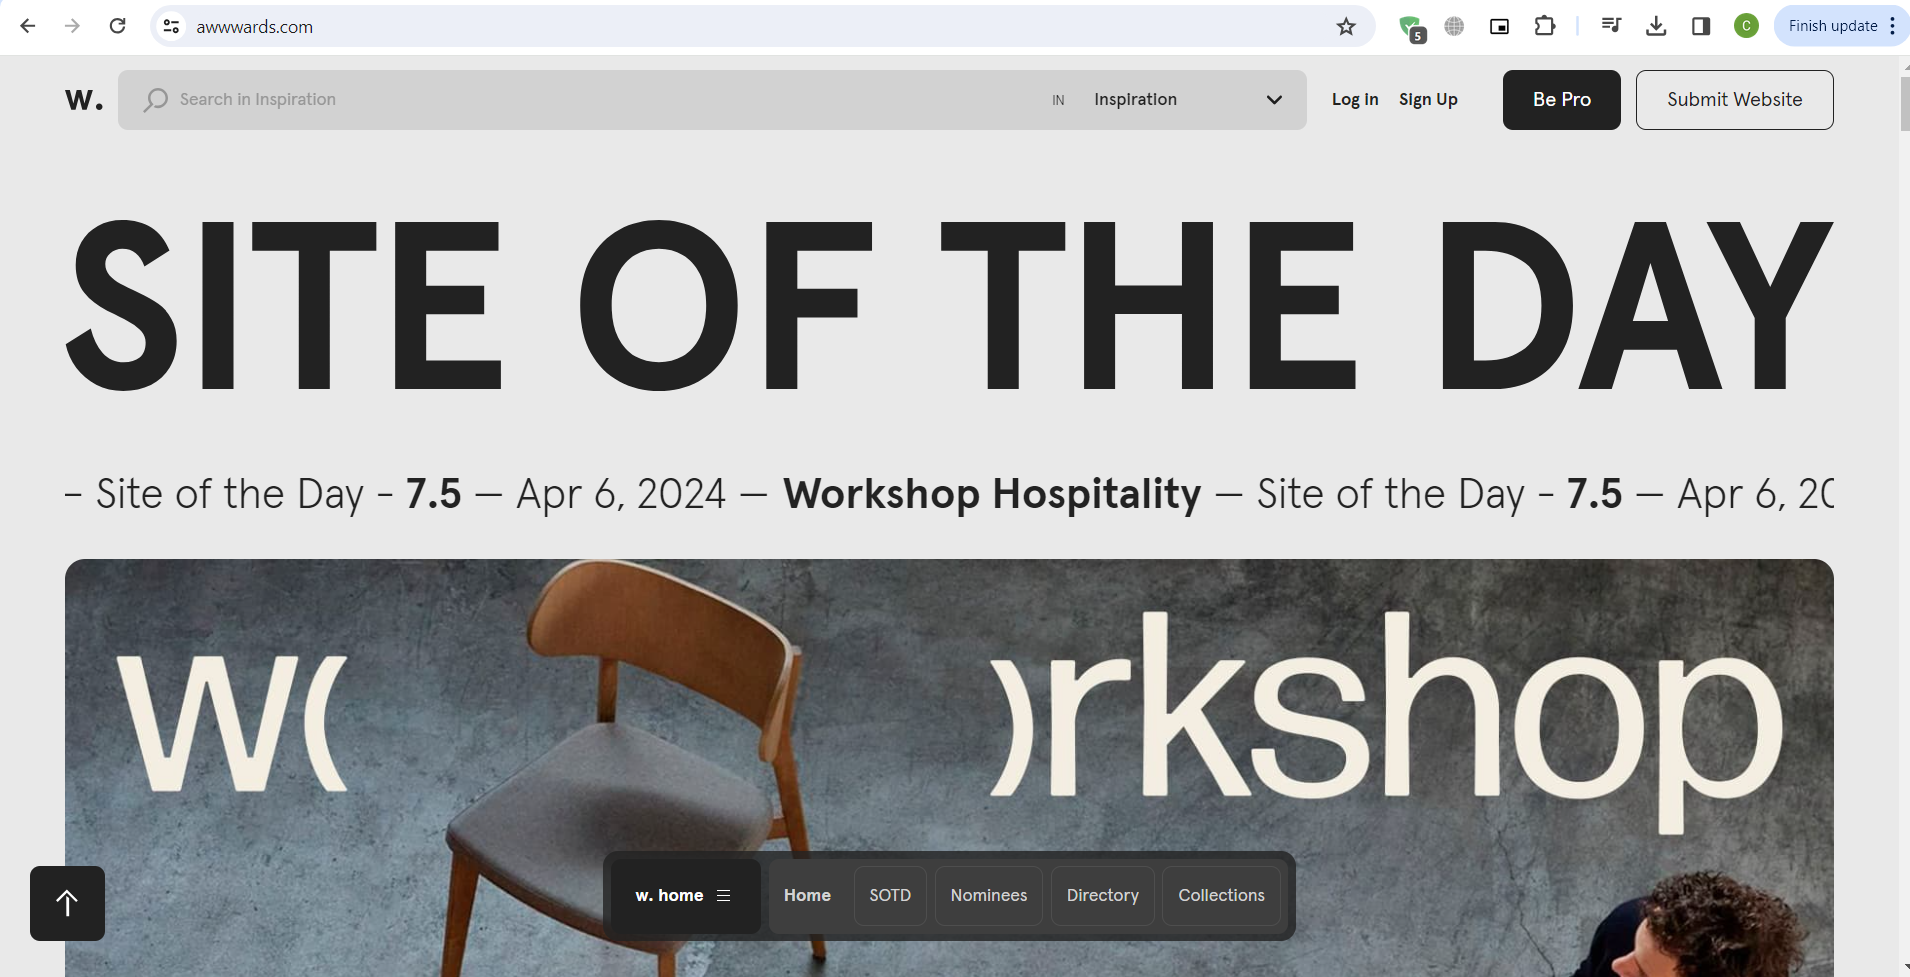 awwwards.com
5
C
Finish update
w.
Search in Inspiration
IN
Inspiration
Log in
Sign Up
Be Pro
Submit Website
SITE OF THE DAY
– Site of the Day - 7.5 — Apr 6, 2024 — Workshop Hospitality — Site of the Day - 7.5 — Apr 6, 20
w( )rkshop
w. home
Home
SOTD
Nominees
Directory
Collections